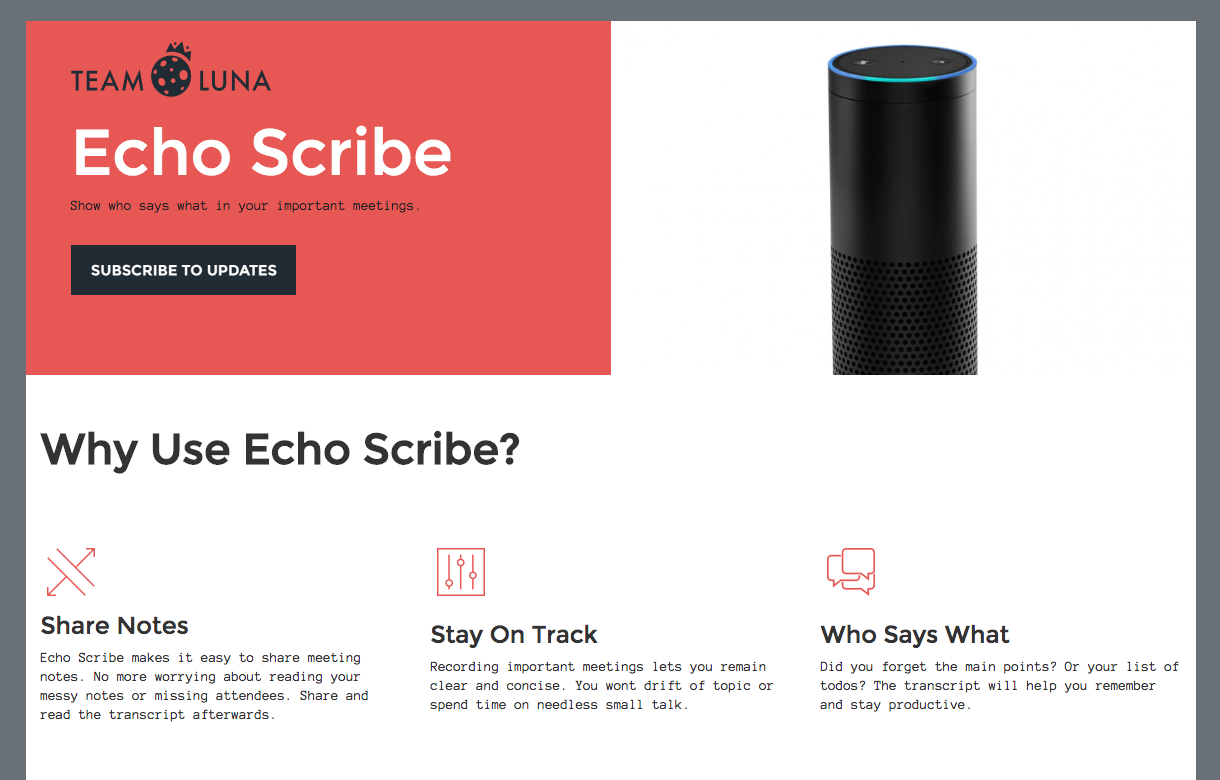 TEAM LUNA
Echo Scribe
Show who says what in your important meetings.
SUBSCRIBE TO UPDATES
Why Use Echo Scribe?
Share Notes
Echo Scribe makes it easy to share meeting
notes. No more worrying about reading your
messy notes or missing attendees. Share and
read the transcript afterwards.
Stay On Track
Recording important meetings lets you remain
clear and concise. You wont drift of topic or
spend time on needless small talk.
Who Says What
Did you forget the main points? Or your list of
todos? The transcript will help you remember
and stay productive.